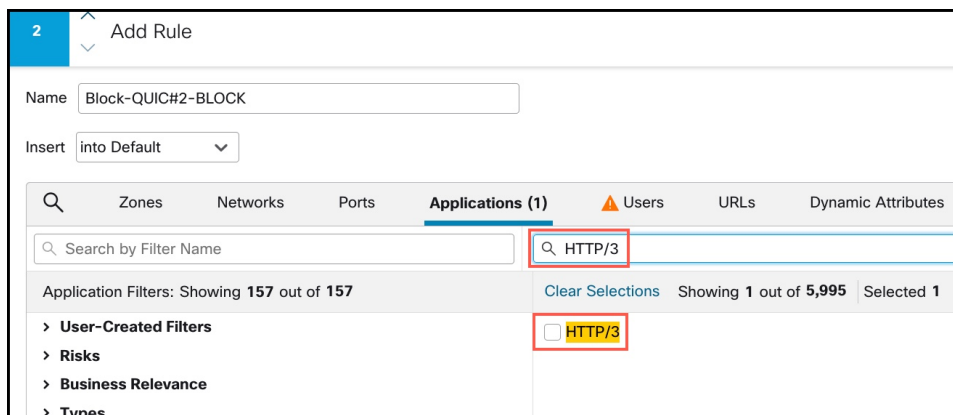 2 Add Rule
Name Block-QUIC#2-BLOCK
Insert into Default
Zones Networks Ports Applications (1) Users URLs Dynamic Attributes
Search by Filter Name HTTP/3
Application Filters: Showing 157 out of 157 Clear Selections Showing 1 out of 5,995 Selected 1
User-Created Filters HTTP/3
Risks
Business Relevance
Types